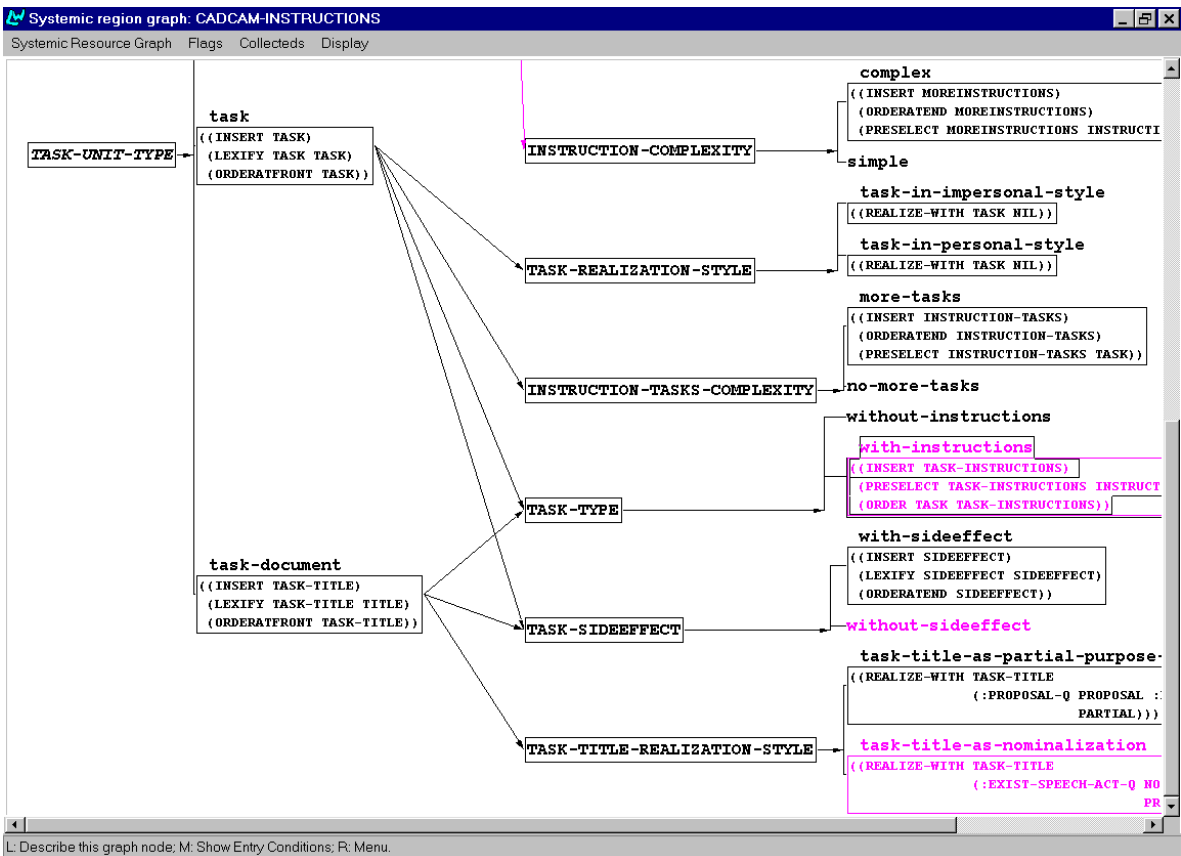 Systemic region graph: CADCAM-INSTRUCTIONS
Systemic Resource Graph Flags Collecteds Display
TASK-UNIT-TYPE
task
((INSERT TASK)
(LEXIFY TASK TASK)
(ORDERATFRONT TASK))
task-document
((INSERT TASK-TITLE)
(LEXIFY TASK-TITLE TITLE)
(ORDERATFRONT TASK-TITLE))
INSTRUCTION-COMPLEXITY
TASK-REALIZATION-STYLE
INSTRUCTION-TASKS-COMPLEXITY
TASK-TYPE
TASK-SIDEEFFECT
TASK-TITLE-REALIZATION-STYLE
complex
((INSERT MOREINSTRUCTIONS)
(ORDERATEND MOREINSTRUCTIONS)
(PRESELECT MOREINSTRUCTIONS INSTRUCTI
simple
task-in-impersonal-style
((REALIZE-WITH TASK NIL))
task-in-personal-style
((REALIZE-WITH TASK NIL))
more-tasks
((INSERT INSTRUCTION-TASKS)
(ORDERATEND INSTRUCTION-TASKS)
(PRESELECT INSTRUCTION-TASKS TASK))
no-more-tasks
without-instructions
with-instructions
((INSERT TASK-INSTRUCTIONS)
(PRESELECT TASK-INSTRUCTIONS INSTRUCT
(ORDER TASK TASK-INSTRUCTIONS))
with-sideeffect
((INSERT SIDEEFFECT)
(LEXIFY SIDEEFFECT SIDEEFFECT)
(ORDERATEND SIDEEFFECT))
without-sideeffect
task-title-as-partial-purpose-
((REALIZE-WITH TASK-TITLE
(:PROPOSAL-Q PROPOSAL :
PARTIAL)))
task-title-as-nominalization
((REALIZE-WITH TASK-TITLE
(:EXIST-SPEECH-ACT-Q NO
PR
L: Describe this graph node; M: Show Entry Conditions; R: Menu.